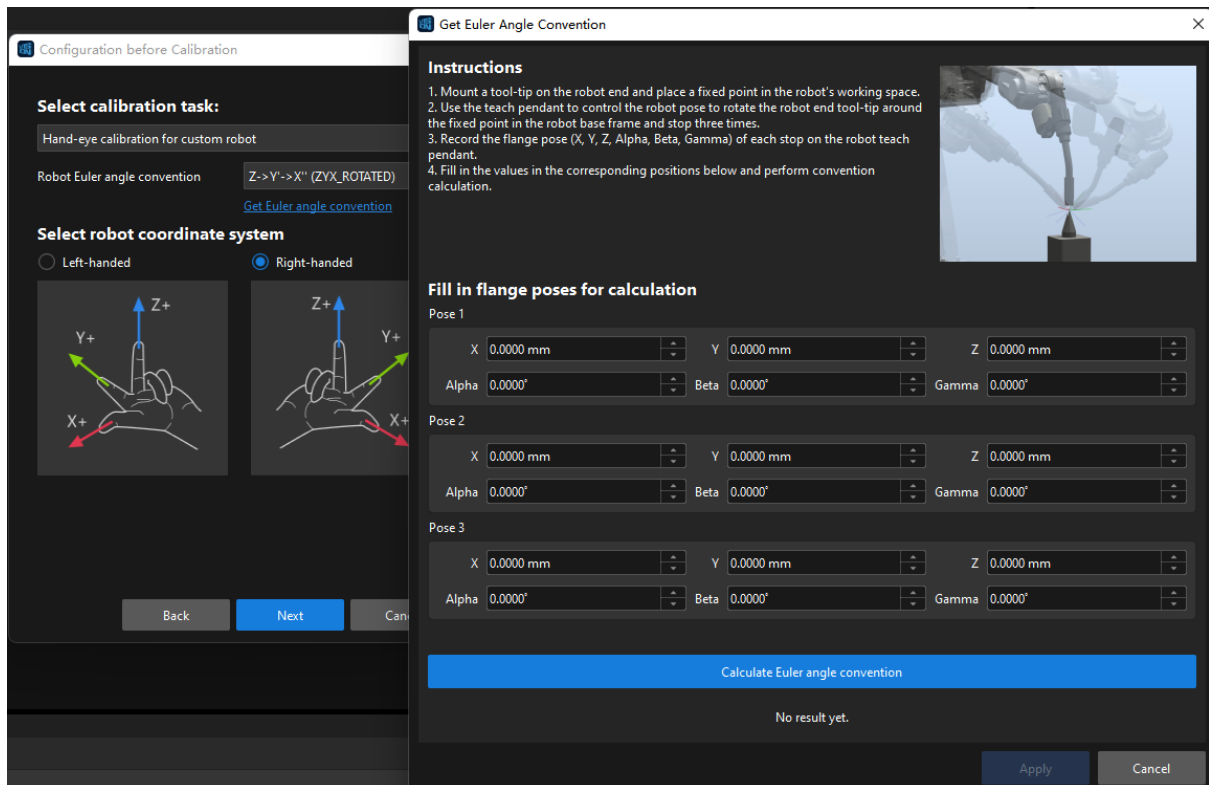 Configuration before Calibration
Select calibration task:
Hand-eye calibration for custom robot
Robot Euler angle convention
Z->Y'->X'' (ZYX_ROTATED)
Get Euler angle convention
Select robot coordinate system
Left-handed
Right-handed
Z+
Y+
X+
Z+
Y+
X+
Back
Next
Can
Get Euler Angle Convention
Instructions
1. Mount a tool-tip on the robot end and place a fixed point in the robot's working space.
2. Use the teach pendant to control the robot pose to rotate the robot end tool-tip around
the fixed point in the robot base frame and stop three times.
3. Record the flange pose (X, Y, Z, Alpha, Beta, Gamma) of each stop on the robot teach
pendant.
4. Fill in the values in the corresponding positions below and perform convention
calculation.
Fill in flange poses for calculation
Pose 1
X 0.0000 mm Y 0.0000 mm Z 0.0000 mm
Alpha 0.0000° Beta 0.0000° Gamma 0.0000°
Pose 2
X 0.0000 mm Y 0.0000 mm Z 0.0000 mm
Alpha 0.0000° Beta 0.0000° Gamma 0.0000°
Pose 3
X 0.0000 mm Y 0.0000 mm Z 0.0000 mm
Alpha 0.0000° Beta 0.0000° Gamma 0.0000°
Calculate Euler angle convention
No result yet.
Apply
Cancel